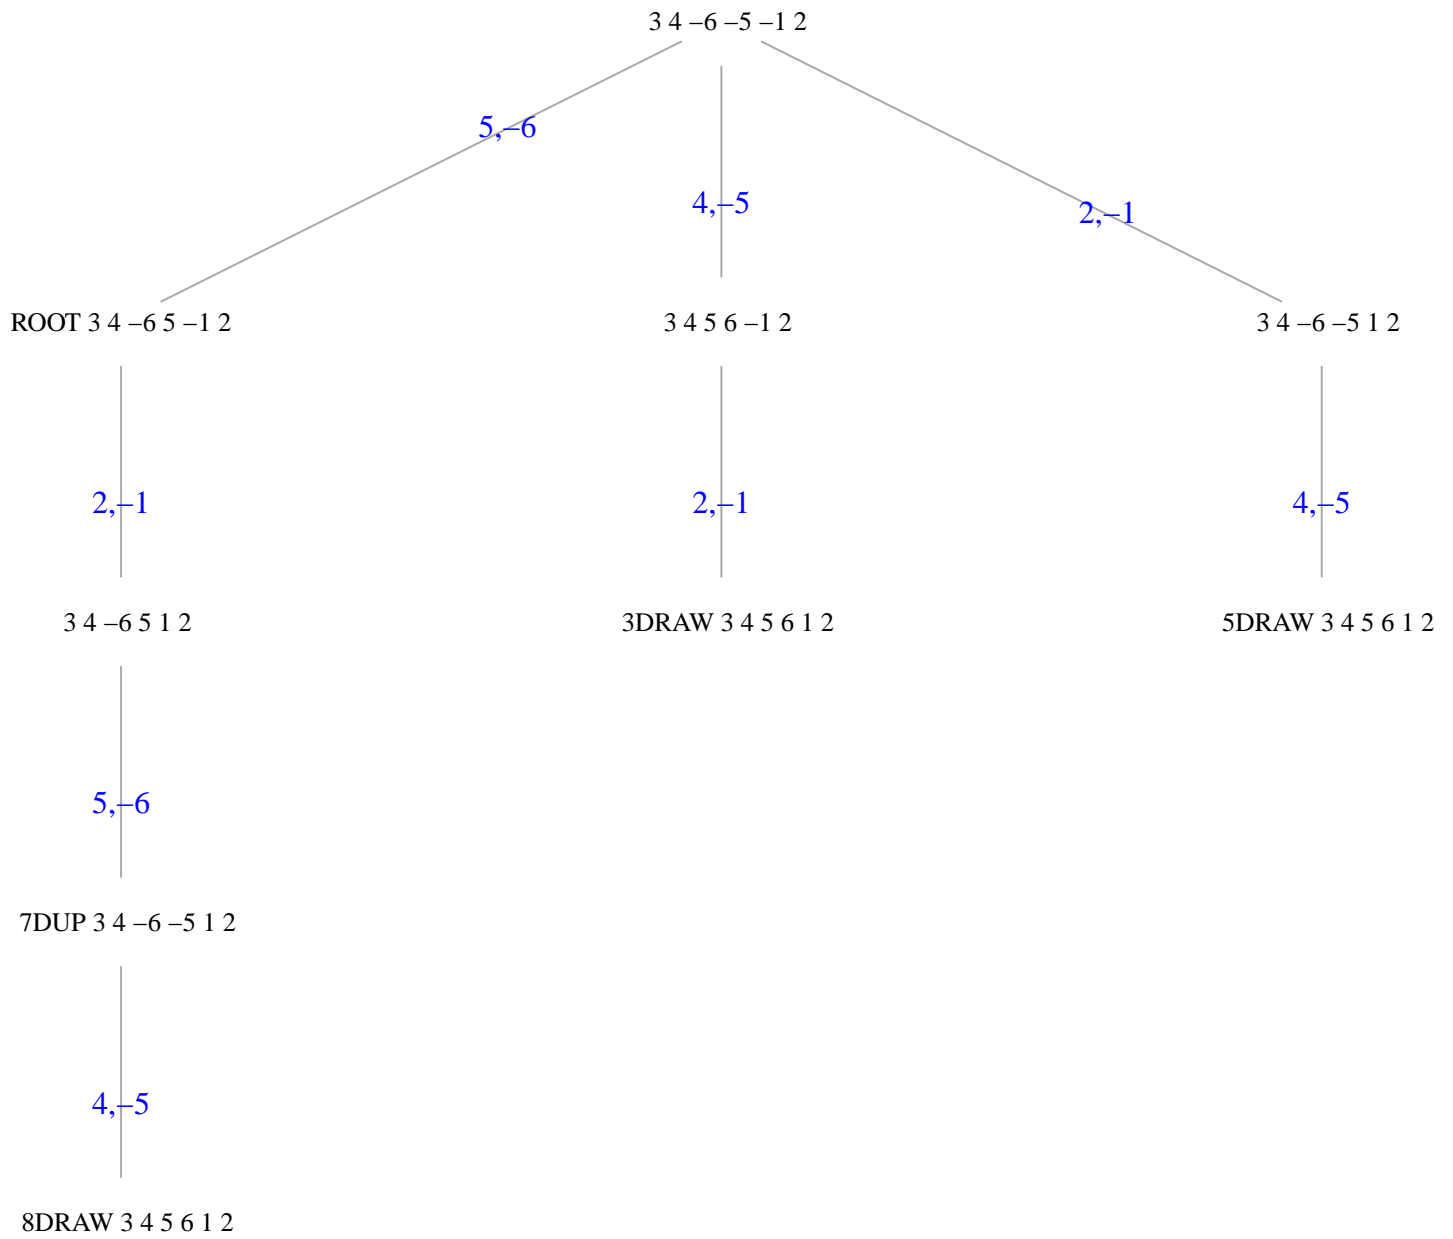 3 4 –6 –5 –1 2
5,–6
4,–5
2,–1
ROOT 3 4 –6 5 –1 2
3 4 5 6 –1 2
3 4 –6 –5 1 2
2,–1
2,–1
4,–5
3 4 –6 5 1 2
3DRAW 3 4 5 6 1 2
5DRAW 3 4 5 6 1 2
5,–6
7DUP 3 4 –6 –5 1 2
4,–5
8DRAW 3 4 5 6 1 2